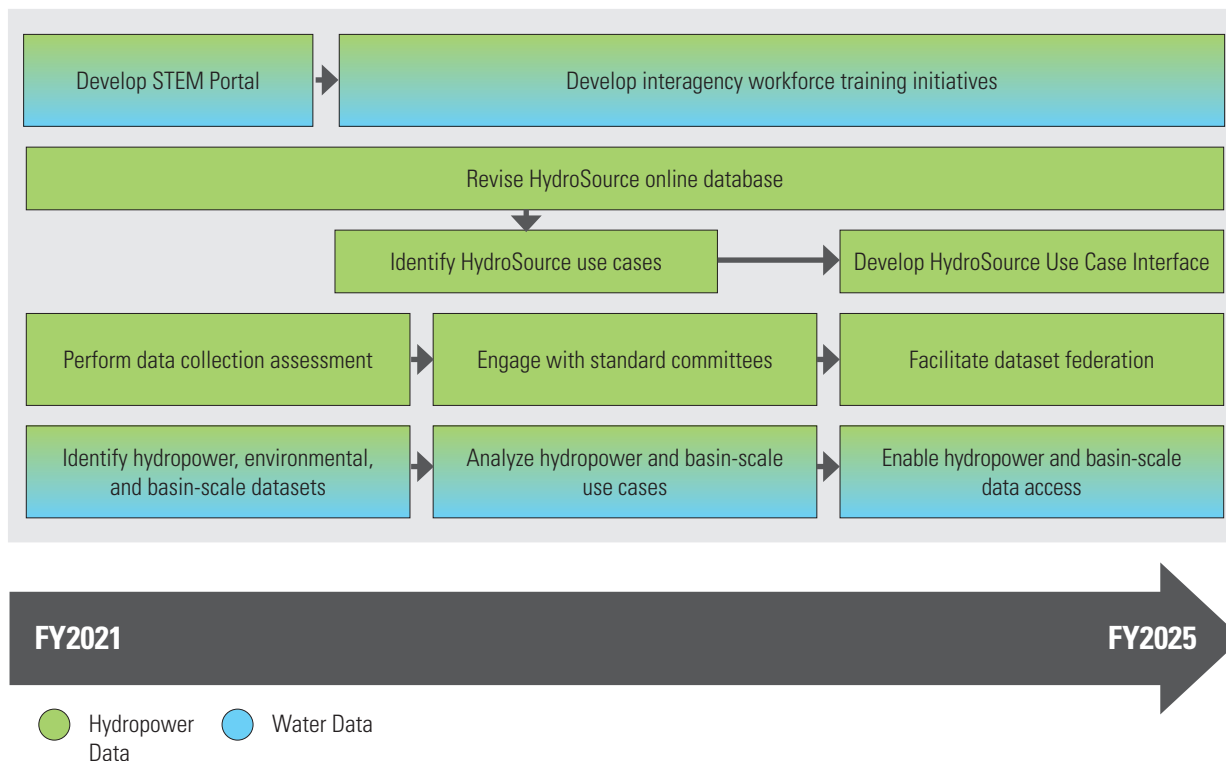 Develop STEM Portal
Develop interagency workforce training initiatives
Revise HydroSource online database
Identify HydroSource use cases
Develop HydroSource Use Case Interface
Perform data collection assessment
Engage with standard committees
Facilitate dataset federation
Identify hydropower, environmental,
and basin-scale datasets
Analyze hydropower and basin-scale
use cases
Enable hydropower and basin-scale
data access
FY2021
FY2025
Hydropower
Data
Water Data